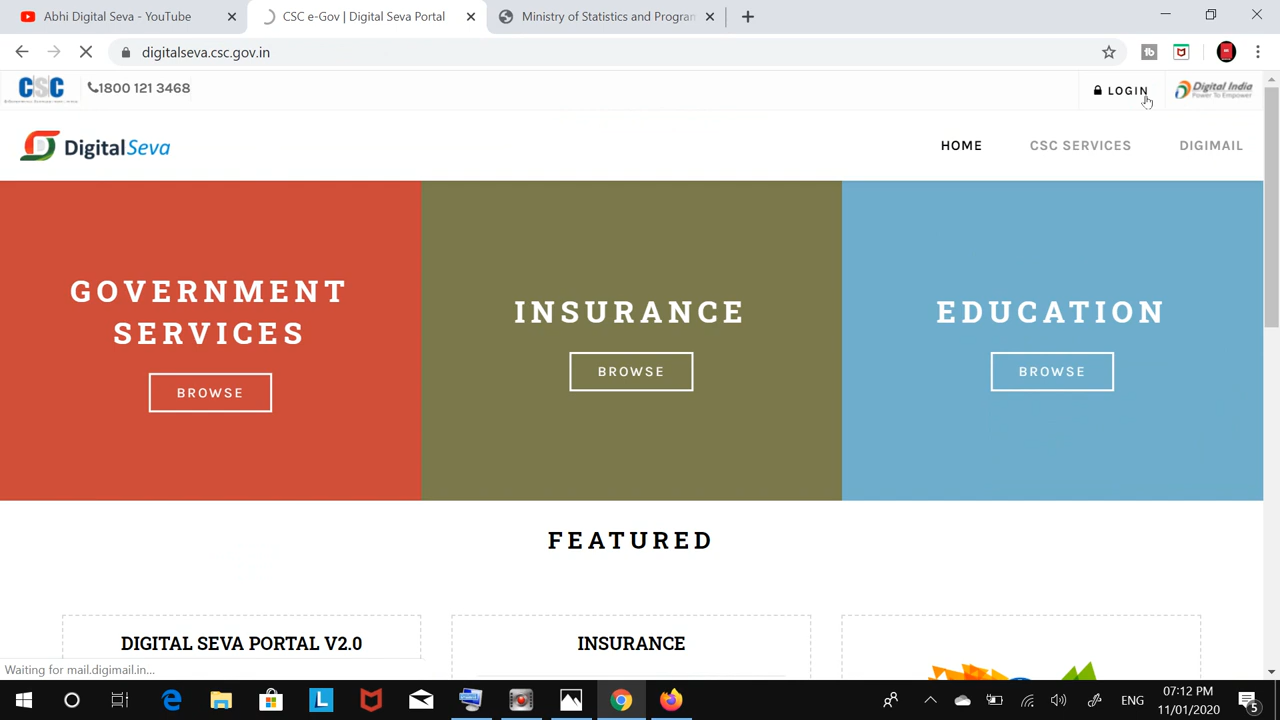 Abhi Digital Seva - YouTube
CSC e-Gov | Digital Seva Portal
Ministry of Statistics and Program
digitalseva.csc.gov.in
CSC
1800 121 3468
LOGIN
Digital India
Power To Empower
DigitalSeva
HOME
CSC SERVICES
DIGIMAIL
GOVERNMENT
SERVICES
BROWSE
INSURANCE
BROWSE
EDUCATION
BROWSE
FEATURED
DIGITAL SEVA PORTAL V2.0
INSURANCE
Waiting for mail.digimail.in...
ENG
07:12 PM
11/01/2020
5